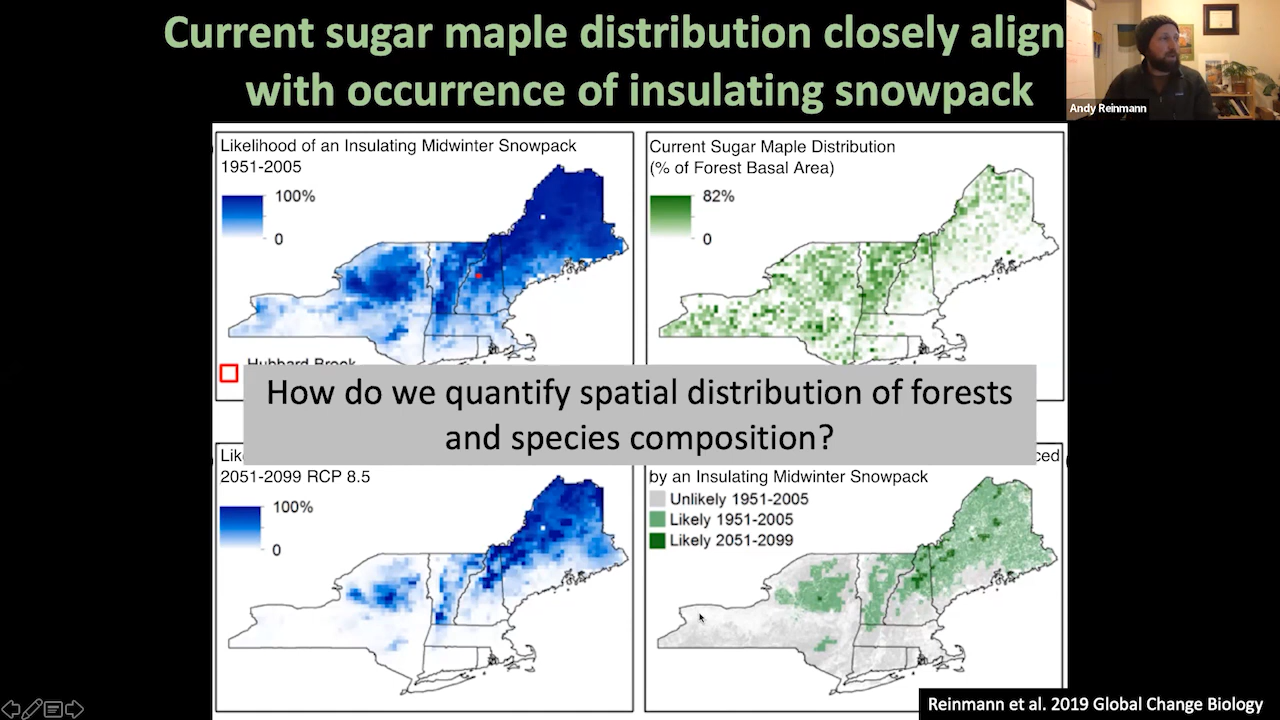 Current sugar maple distribution closely align
with occurrence of insulating snowpack
Andy Reinmann
Likelihood of an Insulating Midwinter Snowpack
1951-2005
100%
0
Hubbard Brook
Current Sugar Maple Distribution
(% of Forest Basal Area)
82%
0
How do we quantify spatial distribution of forests
and species composition?
2051-2099 RCP 8.5
100%
0
by an Insulating Midwinter Snowpack
Unlikely 1951-2005
Likely 1951-2005
Likely 2051-2099
Reinmann et al. 2019 Global Change Biology